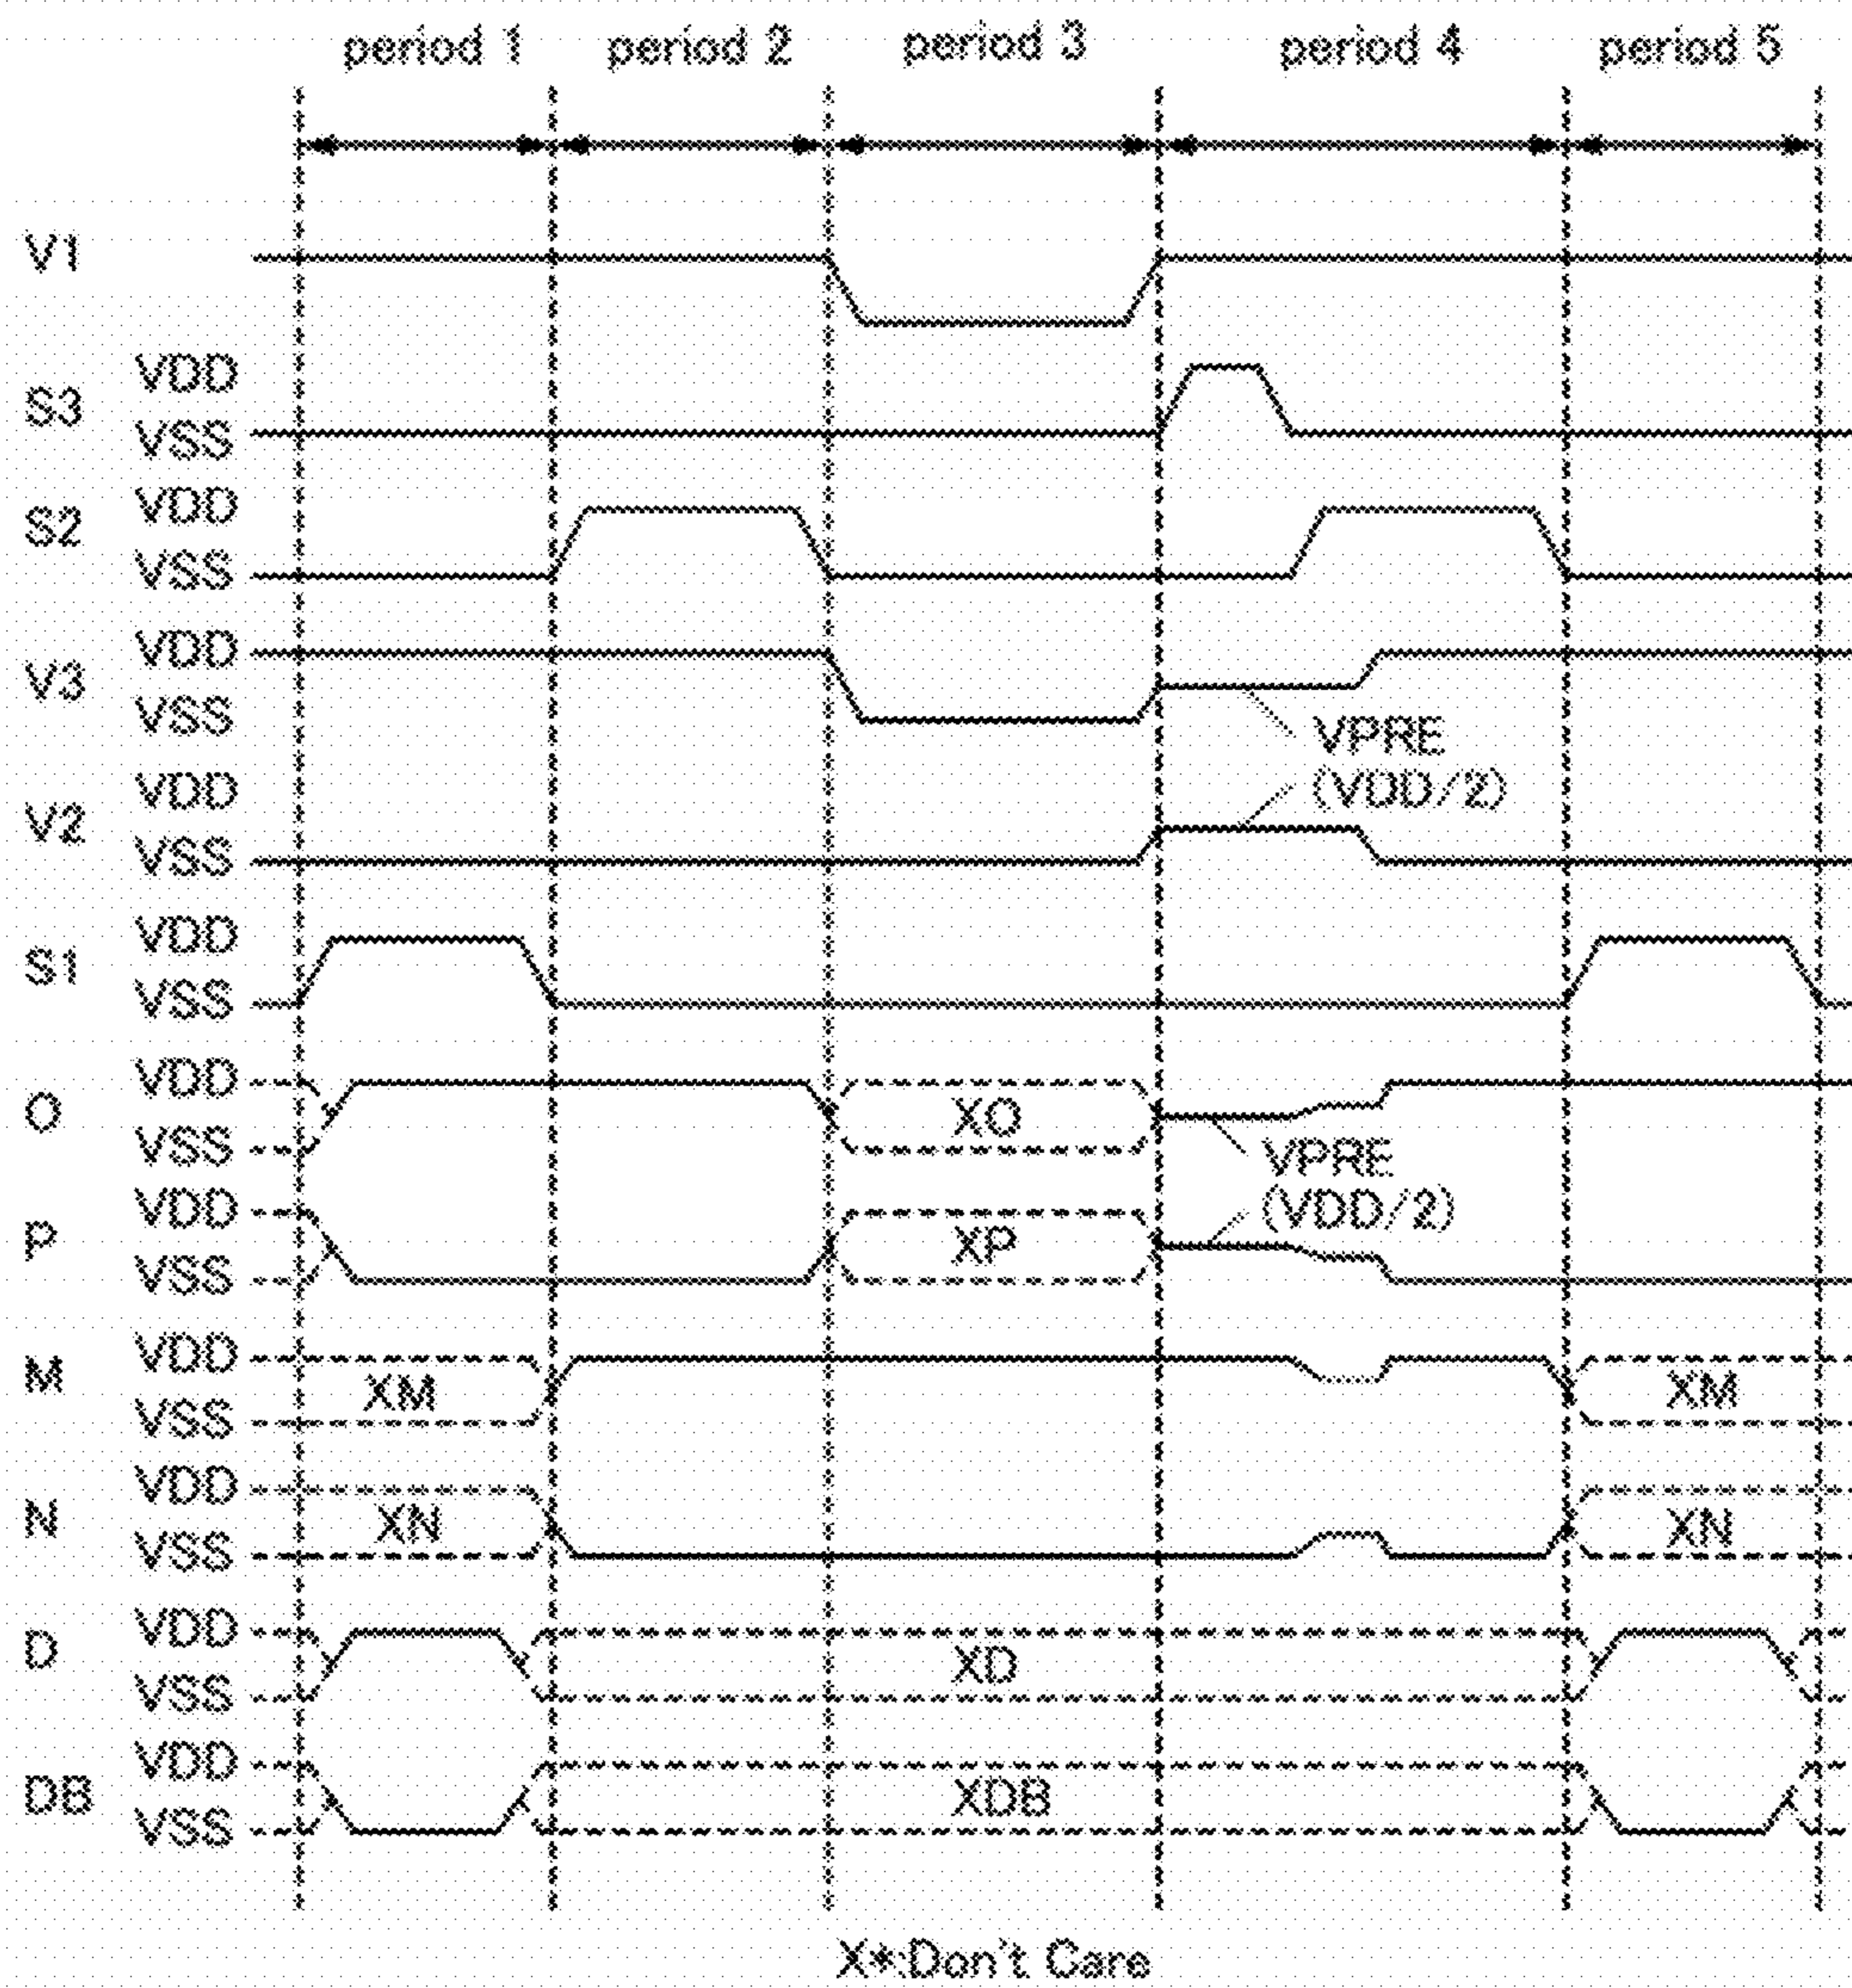 period 1 period 2 period 3 period 4 period 5
V1
S3 VDD
VSS
S2 VDD
VSS
V3 VDD
VSS
VPRE
(VDD/2)
V2 VDD
VSS
S1 VDD
VSS
O VDD
VSS
XO
VPRE
(VDD/2)
P VDD
VSS
XP
M VDD
VSS
XM XM
N VDD
VSS
XN XN
D VDD
VSS
XD
DB VDD
VSS
XDB
X*:Don't Care